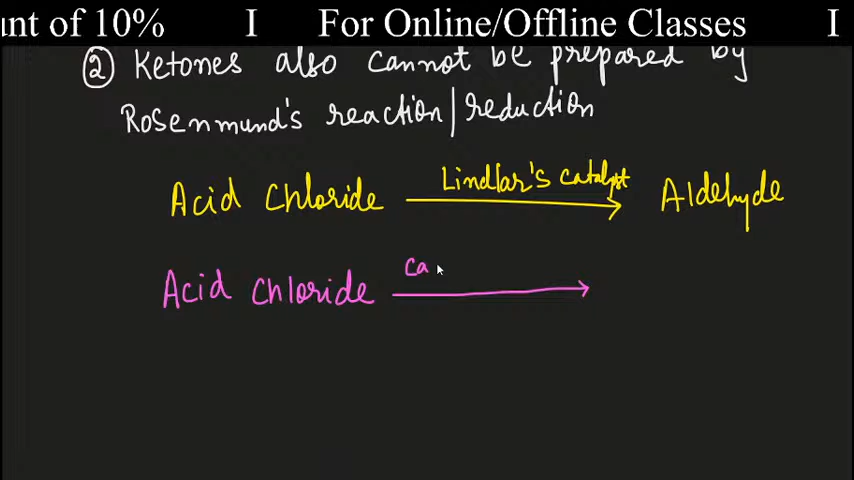 unt of 10% I For Online/Offline Classes I
② Ketones also cannot be prepared by
Rosenmund's reaction/reduction
Acid Chloride Lindlar's catalyst Aldehyde
Acid Chloride Ca